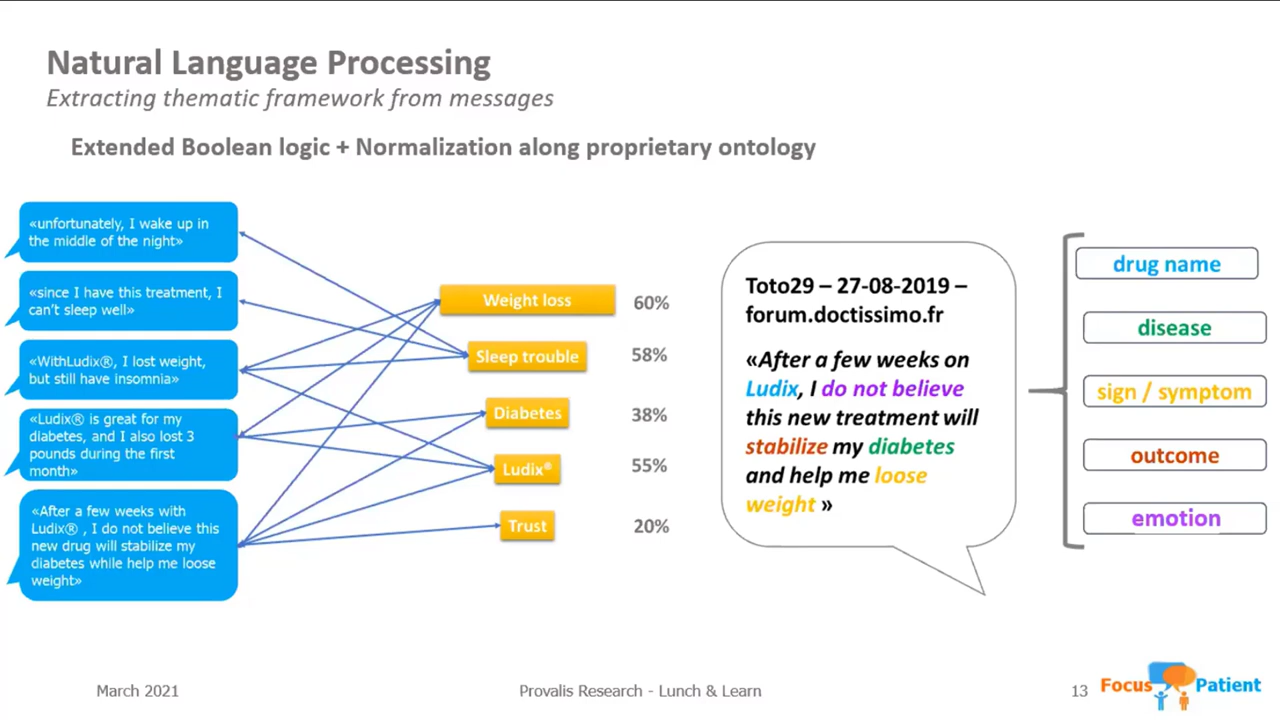 Natural Language Processing
Extracting thematic framework from messages
Extended Boolean logic + Normalization along proprietary ontology
«unfortunately, I wake up in
the middle of the night»
«since I have this treatment, I
can't sleep well»
«WithLudix®, I lost weight,
but still have insomnia»
«Ludix® is great for my
diabetes, and I also lost 3
pounds during the first
month»
«After a few weeks with
Ludix® , I do not believe this
new drug will stabilize my
diabetes while help me loose
weight»
Weight loss 60%
Sleep trouble 58%
Diabetes 38%
Ludix® 55%
Trust 20%
Toto29 – 27-08-2019 –
forum.doctissimo.fr
«After a few weeks on
Ludix, I do not believe
this new treatment will
stabilize my diabetes
and help me loose
weight »
drug name
disease
sign / symptom
outcome
emotion
March 2021
Provalis Research - Lunch & Learn
13
Focus Patient